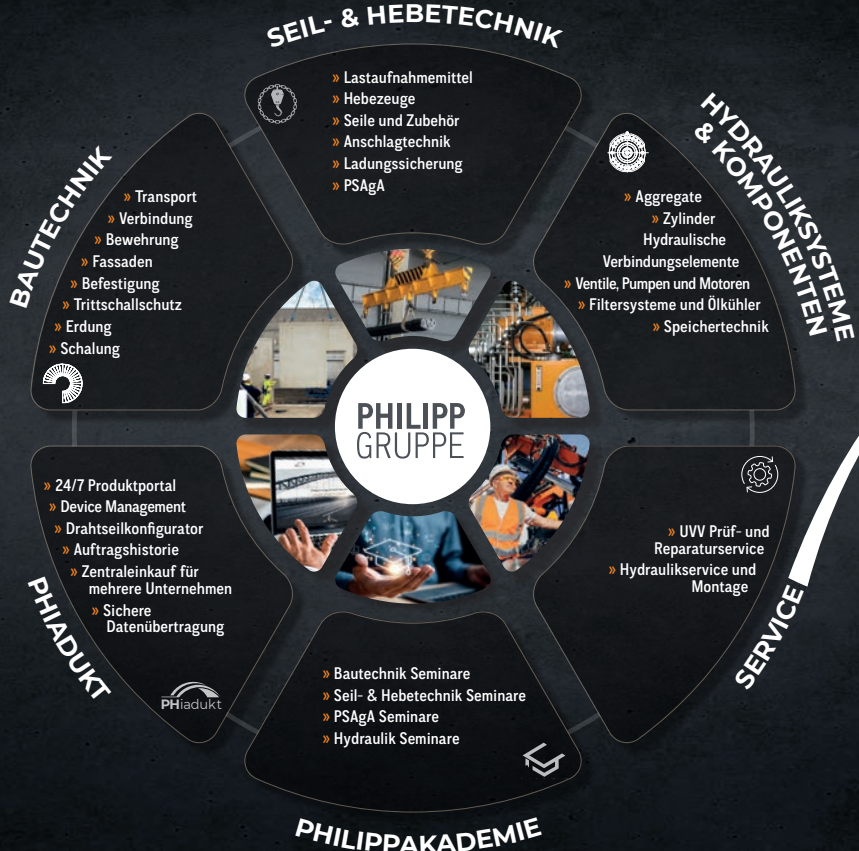 SEIL- & HEBETECHNIK
» Lastaufnahmemittel
» Hebezeuge
» Seile und Zubehör
» Anschlagtechnik
» Ladungssicherung
» PSAgA
HYDRAULIKSYSTEME
& KOMPONENTEN
» Aggregate
» Zylinder
Hydraulische
Verbindungselemente
» Ventile, Pumpen und Motoren
» Filtersysteme und Ölkühler
» Speichertechnik
SERVICE
» UVV Prüf- und
Reparaturservice
» Hydraulikservice und
Montage
PHILIPPAKADEMIE
» Bautechnik Seminare
» Seil- & Hebetechnik Seminare
» PSAgA Seminare
» Hydraulik Seminare
PHIADUKT
» 24/7 Produktportal
» Device Management
» Drahtseilkonfigurator
» Auftragshistorie
» Zentraleinkauf für
mehrere Unternehmen
» Sichere
Datenübertragung
PHiadukt
BAUTECHNIK
» Transport
» Verbindung
» Bewehrung
» Fassaden
» Befestigung
» Trittschallschutz
» Erdung
» Schalung
PHILIPP
GRUPPE